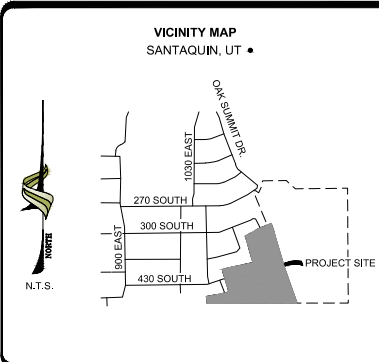 VICINITY MAP
SANTAQUIN, UT
OAK SUMMIT DR.
1030 EAST
270 SOUTH
300 SOUTH
900 EAST
430 SOUTH
PROJECT SITE
NORTH
N.T.S.